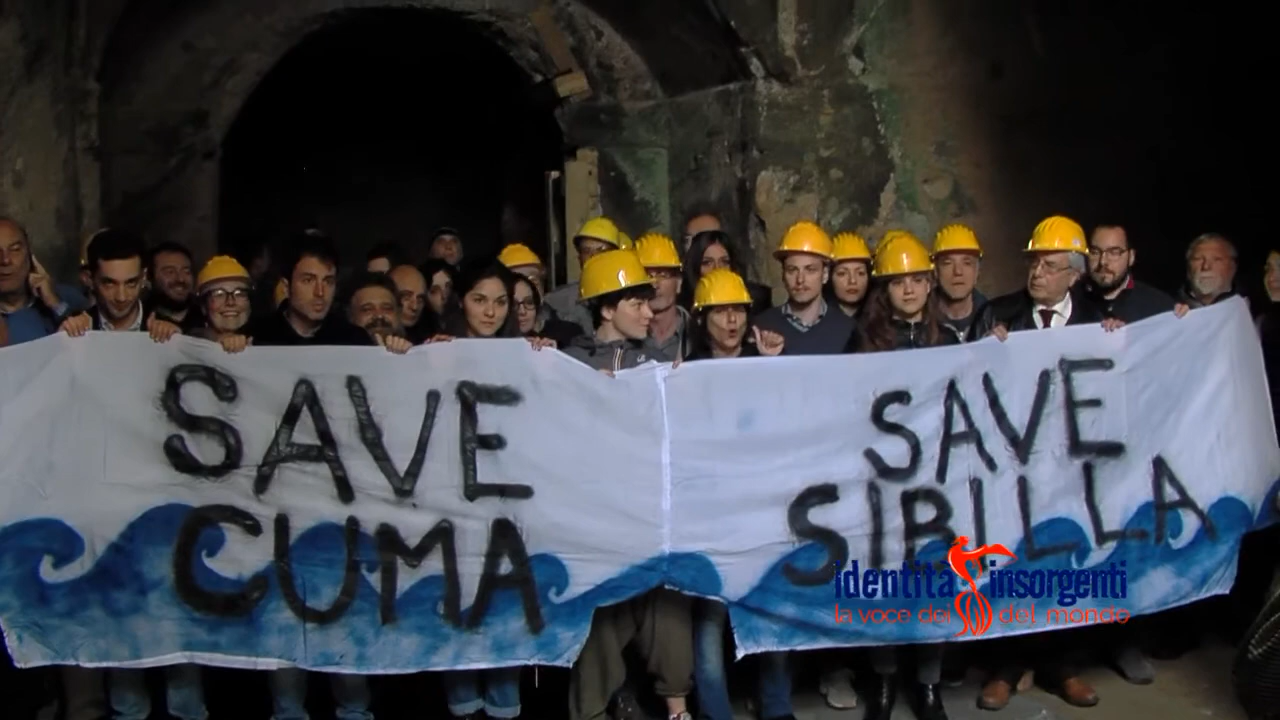 SAVE
CUMA
SAVE
SIBILLA
identità insorgenti
la voce dei del mondo